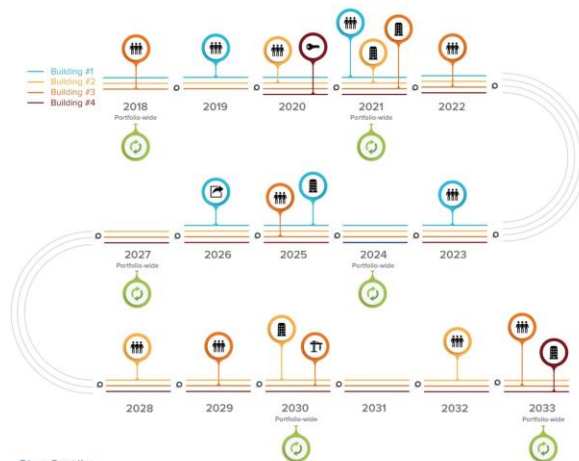 Building #1
Building #2
Building #3
Building #4
2018
Portfolio-wide
2019
2020
2021
Portfolio-wide
2022
2027
Portfolio-wide
2026
2025
2024
Portfolio-wide
2023
2028
2029
2030
Portfolio-wide
2031
2032
2033
Portfolio-wide